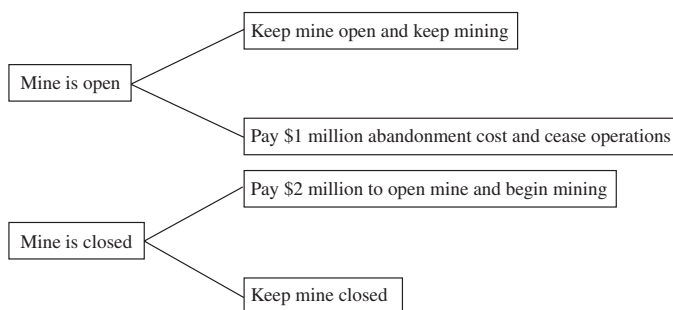 Keep mine open and keep mining
Mine is open
Pay $1 million abandonment cost and cease operations
Pay $2 million to open mine and begin mining
Mine is closed
Keep mine closed